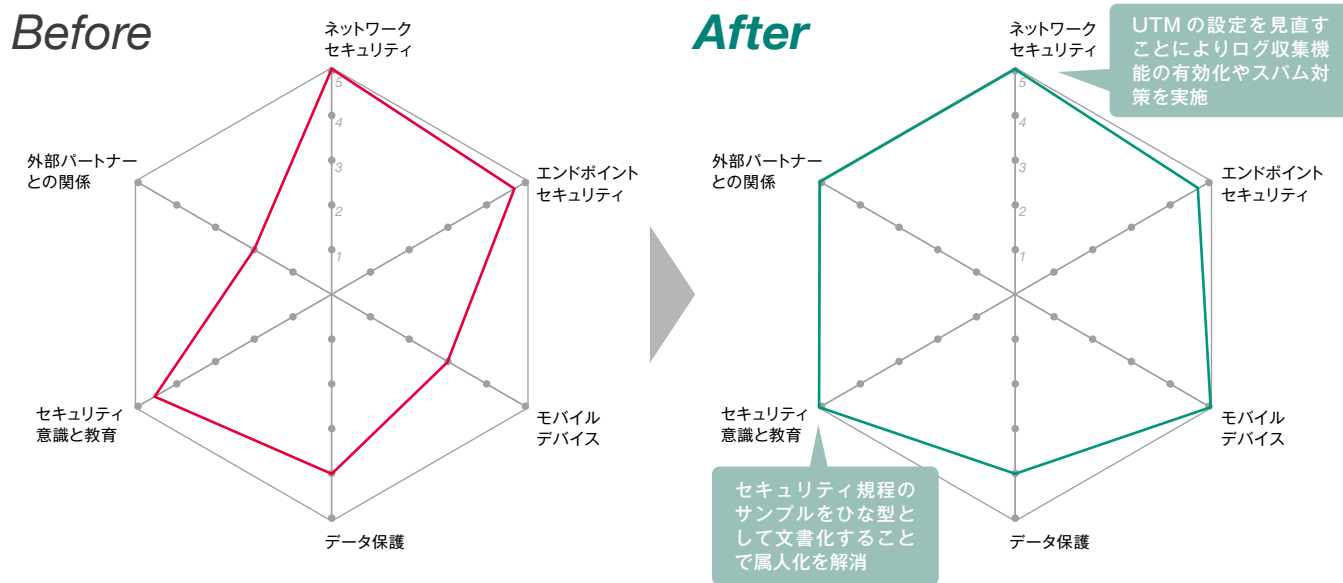 Before
ネットワーク
セキュリティ
5
4
3
2
1
外部パートナー
との関係
エンドポイント
セキュリティ
セキュリティ
意識と教育
モバイル
デバイス
データ保護
After
ネットワーク
セキュリティ
UTM の設定を見直す
ことによりログ収集機
能の有効化やスパム対
策を実施
5
4
3
2
1
外部パートナー
との関係
エンドポイント
セキュリティ
セキュリティ
意識と教育
モバイル
デバイス
セキュリティ規程の
サンプルをひな型と
して文書化すること
で属人化を解消
データ保護